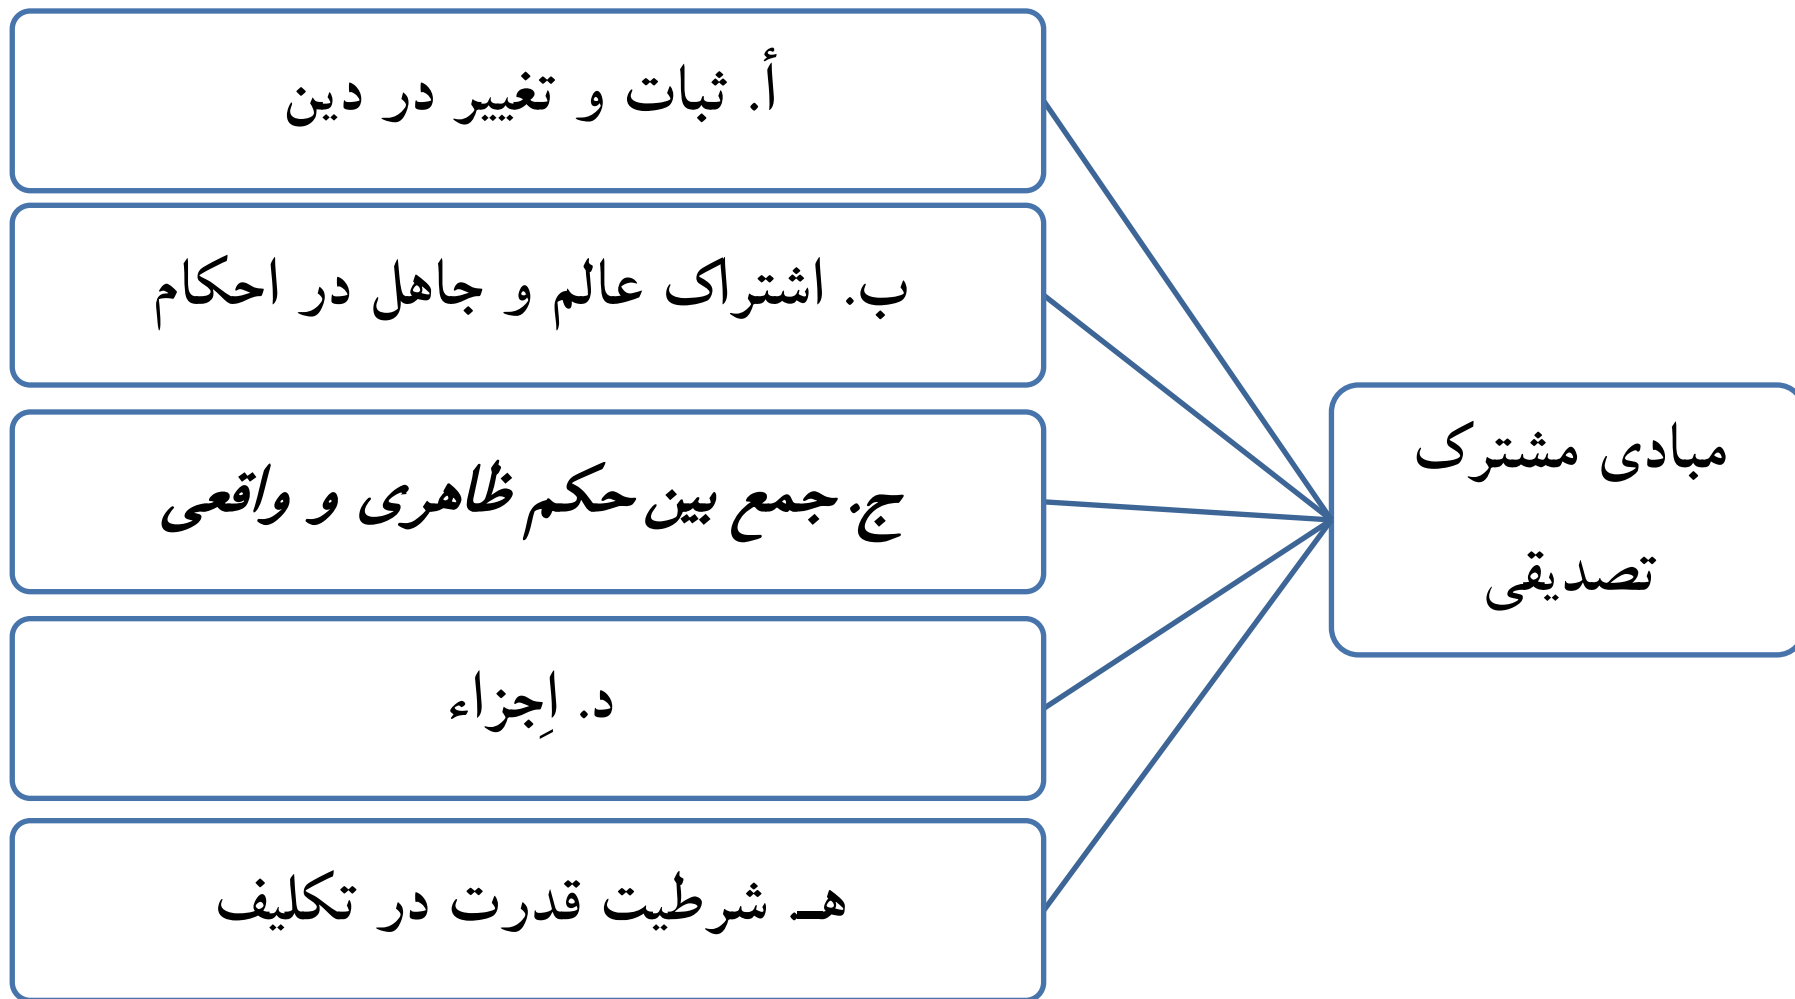 مبادی مشترک
تصدیقی
أ. ثبات و تغییر در دین
ب. اشتراک عالم و جاهل در احکام
ج. جمع بین حکم ظاهری و واقعی
د. اِجزاء
هـ. شرطیت قدرت در تکلیف